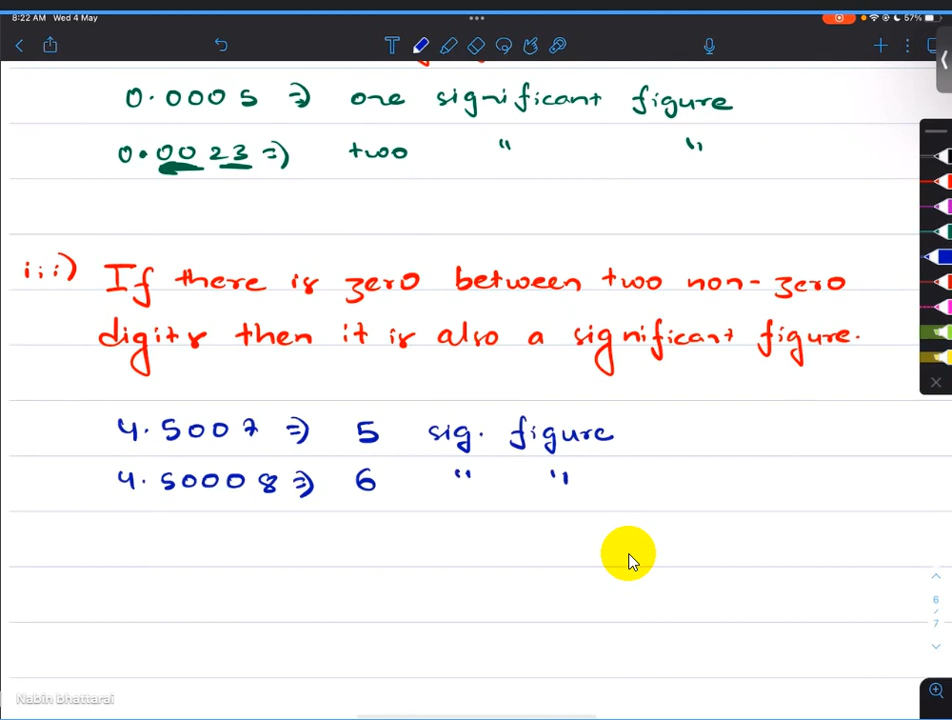 8:22 AM Wed 4 May
57%
0.0005 ⇒ one significant figure
0.0023 ⇒ two " "
iii) If there is zero between two non-zero
digits then it is also a significant figure.
4.5007 ⇒ 5 sig. figure
4.50008 ⇒ 6 " "
6
/
7
Nabin bhattarai